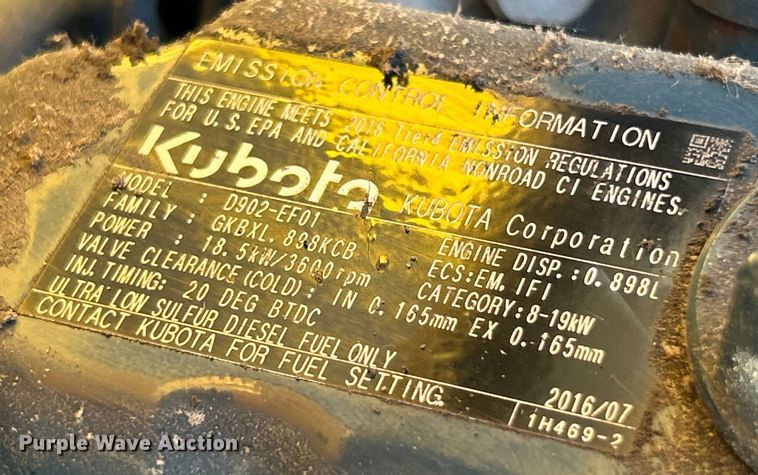 EMISSION CONTROL INFORMATION
THIS ENGINE MEETS 2016 Tier4 EMISSION REGULATIONS
FOR U.S. EPA AND CALIFORNIA NONROAD CI ENGINES.
Kubota KUBOTA Corporation
MODEL : D902-EF01 ENGINE DISP.:0.898L
FAMILY : GKBXL.898KCB ECS:EM, IFI
POWER : 18.5kW/3600rpm CATEGORY:8-19kW
VALVE CLEARANCE(COLD): IN 0.165mm EX 0.165mm
INJ.TIMING: 20 DEG BTDC
ULTRA LOW SULFUR DIESEL FUEL ONLY
CONTACT KUBOTA FOR FUEL SETTING.
2016/07
1H469-2
Purple Wave Auction